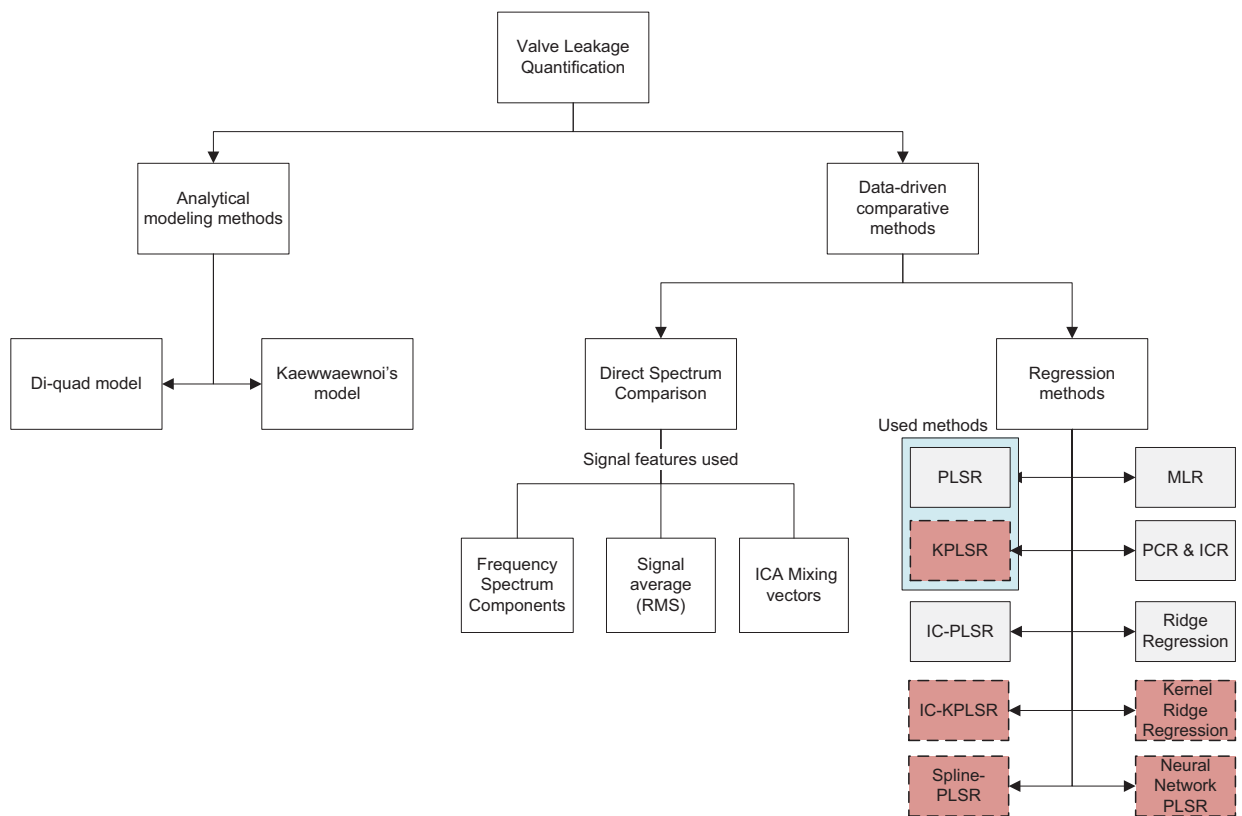 Valve Leakage
Quantification
Analytical
modeling methods
Data-driven
comparative
methods
Di-quad model
Kaewwaewnoi's
model
Direct Spectrum
Comparison
Regression
methods
Signal features used
Frequency
Spectrum
Components
Signal
average
(RMS)
ICA Mixing
vectors
Used methods
PLSR
MLR
KPLSR
PCR & ICR
IC-PLSR
Ridge
Regression
IC-KPLSR
Kernel
Ridge
Regression
Spline-
PLSR
Neural
Network
PLSR